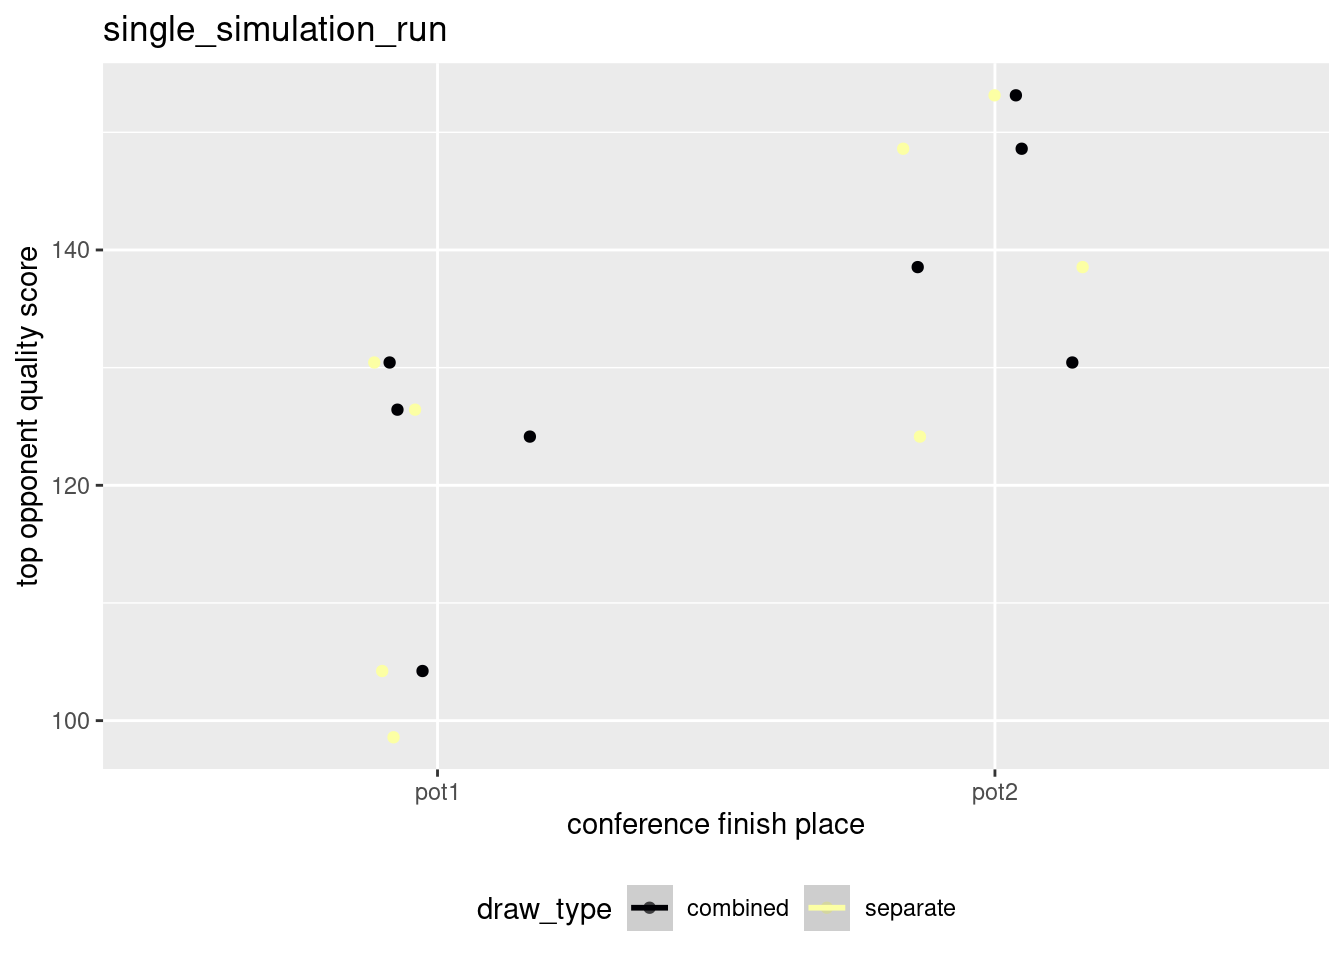 single_simulation_run
top opponent quality score
140
120
100
pot1
pot2
conference finish place
draw_type
combined
separate